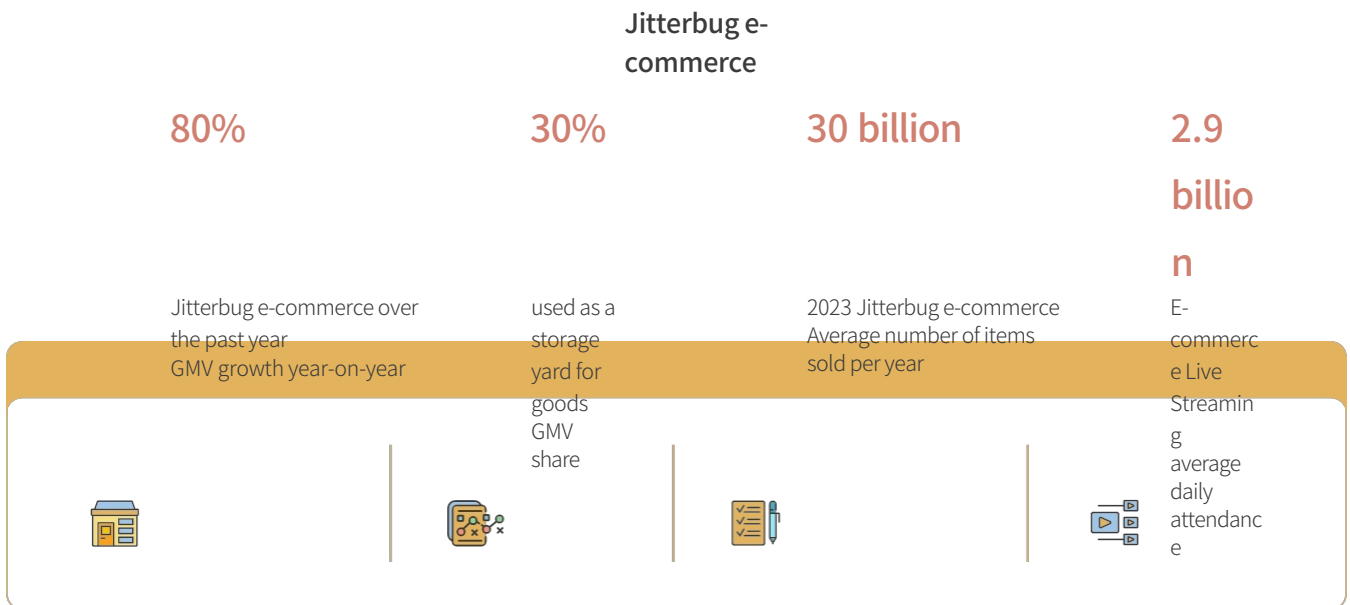 Jitterbug e-
commerce
80%
30%
30 billion
2.9
billio
n
Jitterbug e-commerce over
the past year
GMV growth year-on-year
used as a
storage
yard for
goods
GMV
share
2023 Jitterbug e-commerce
Average number of items
sold per year
E-
commerc
e Live
Streamin
g
average
daily
attendanc
e